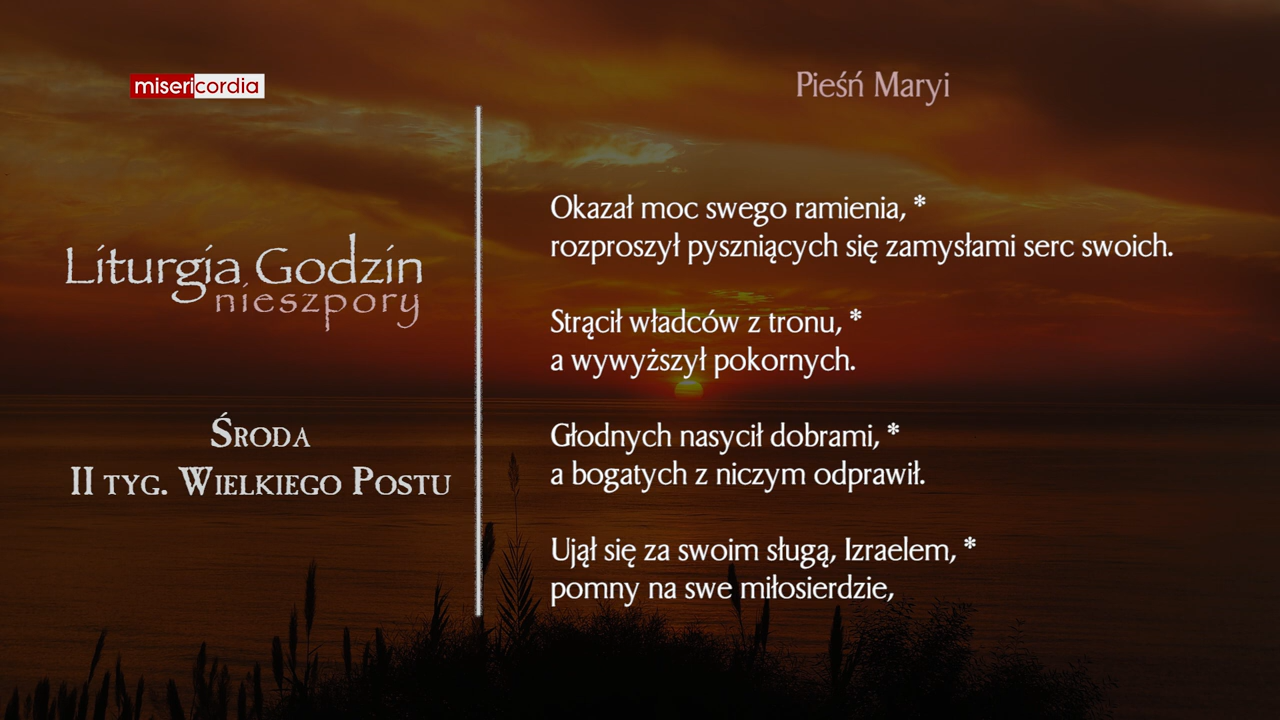 misericordia
Liturgia Godzin
nieszpory
Środa
II tyg. Wielkiego Postu
Pieśń Maryi
Okazał moc swego ramienia, *
rozproszył pyszniących się zamysłami serc swoich.
Strącił władców z tronu, *
a wywyższył pokornych.
Głodnych nasycił dobrami, *
a bogatych z niczym odprawił.
Ujął się za swoim sługą, Izraelem, *
pomny na swe miłosierdzie,